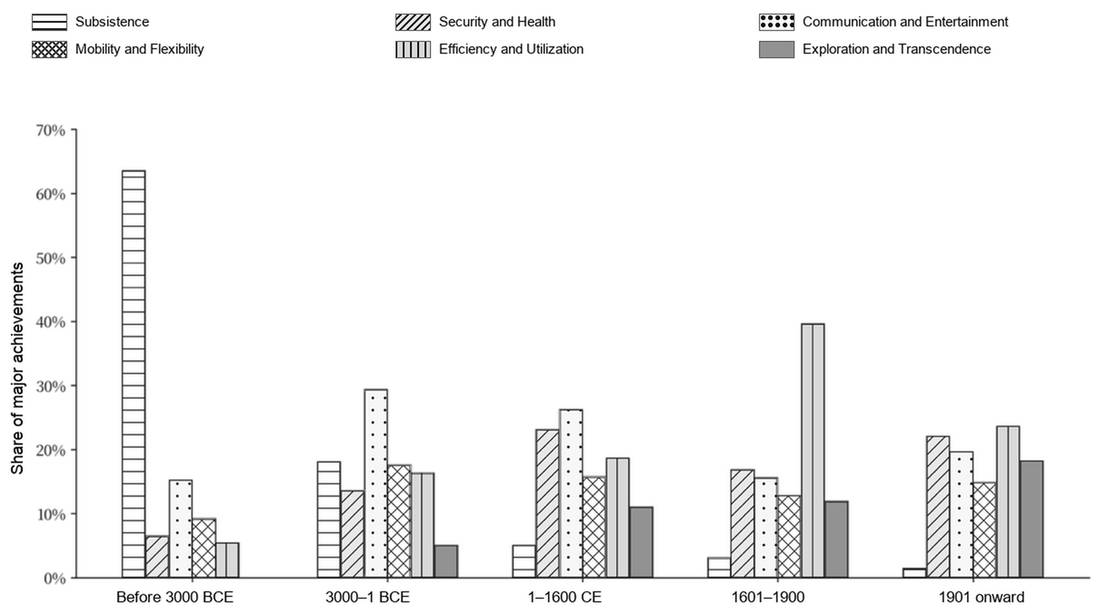 Subsistence
Security and Health
Communication and Entertainment
Mobility and Flexibility
Efficiency and Utilization
Exploration and Transcendence
Share of major achievements
70%
60%
50%
40%
30%
20%
10%
0%
Before 3000 BCE
3000–1 BCE
1–1600 CE
1601–1900
1901 onward